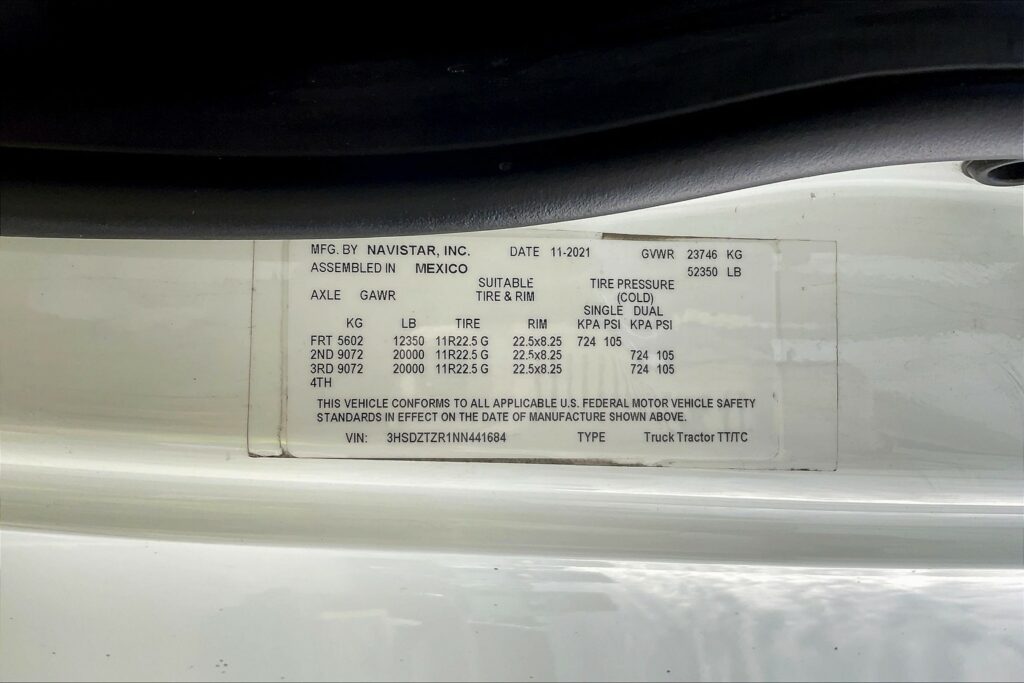 MFG. BY NAVISTAR, INC. DATE 11-2021 GVWR 23746 KG
ASSEMBLED IN MEXICO 52350 LB
SUITABLE TIRE PRESSURE
AXLE GAWR TIRE & RIM (COLD)
SINGLE DUAL
KG LB TIRE RIM KPA PSI KPA PSI
FRT 5602 12350 11R22.5 G 22.5x8.25 724 105
2ND 9072 20000 11R22.5 G 22.5x8.25 724 105
3RD 9072 20000 11R22.5 G 22.5x8.25 724 105
4TH
THIS VEHICLE CONFORMS TO ALL APPLICABLE U.S. FEDERAL MOTOR VEHICLE SAFETY
STANDARDS IN EFFECT ON THE DATE OF MANUFACTURE SHOWN ABOVE.
VIN: 3HSDZTZR1NN441684 TYPE Truck Tractor TT/TC